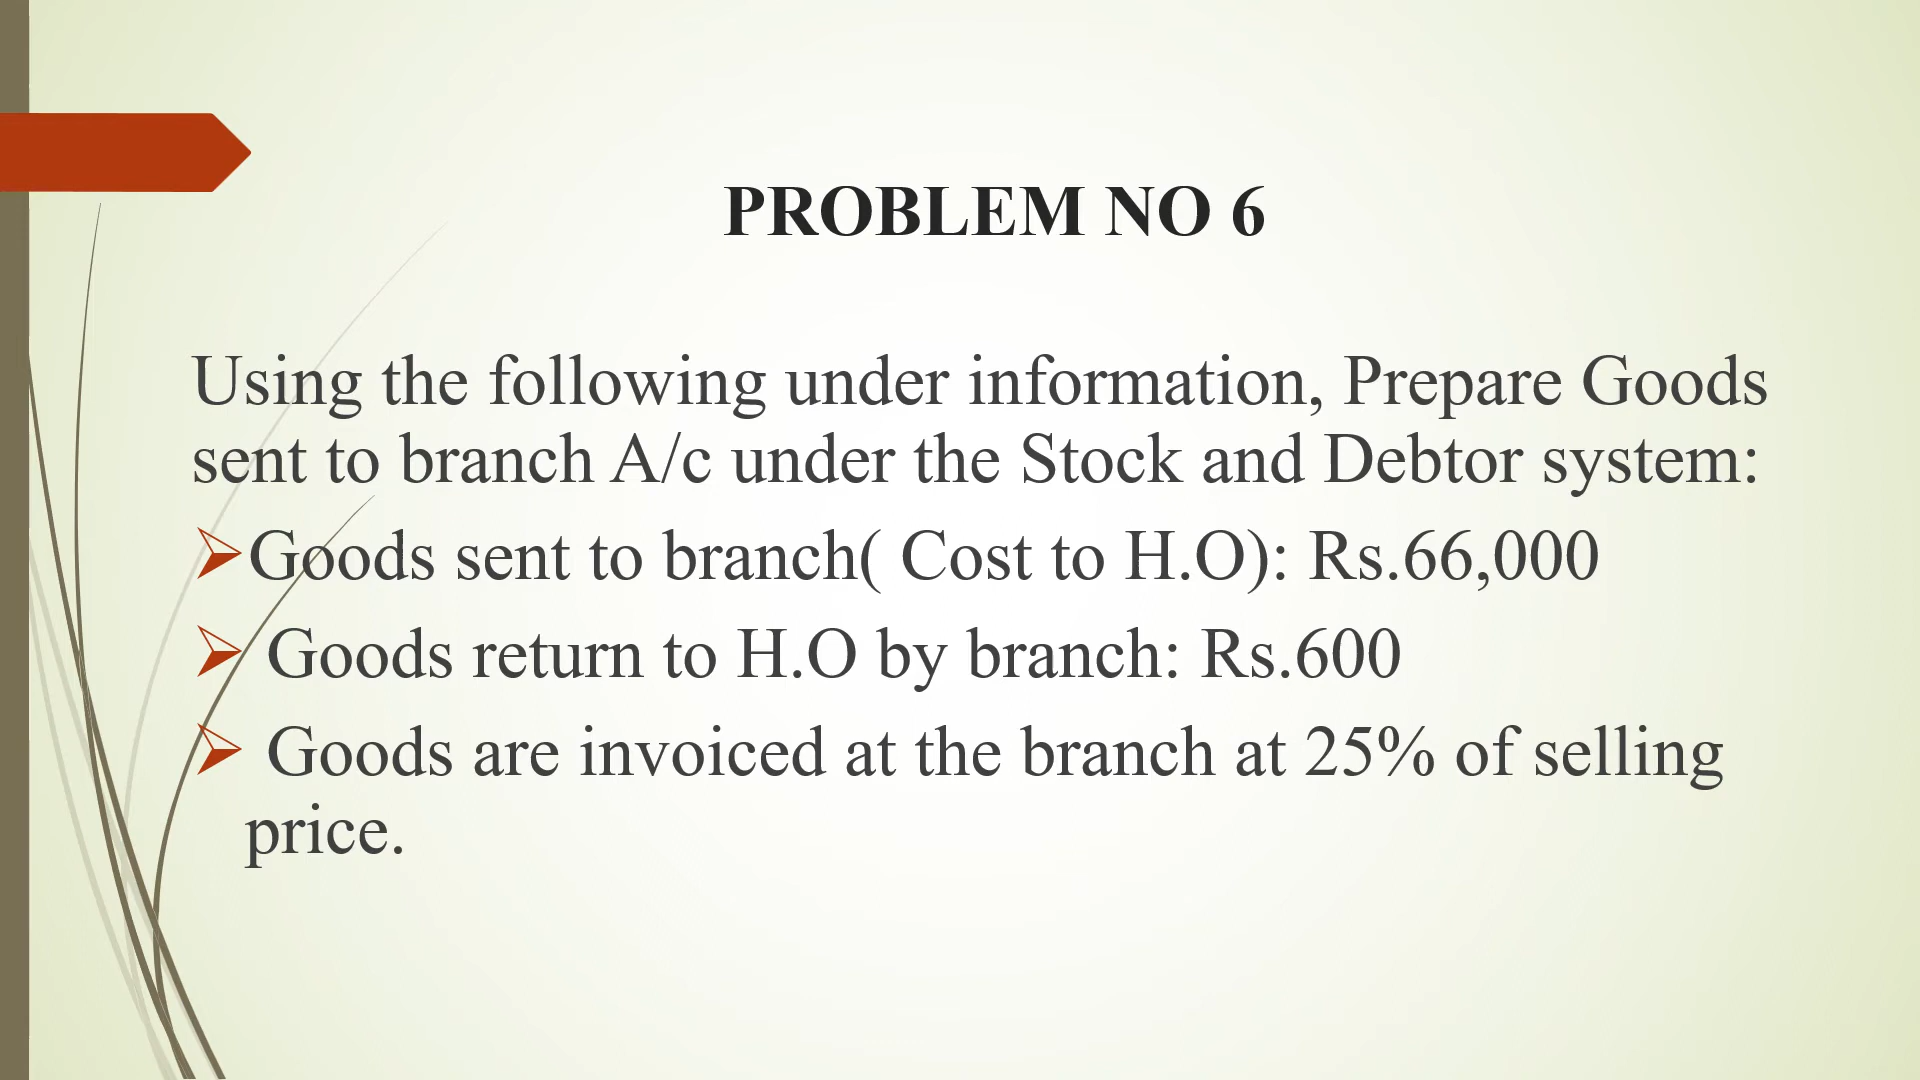 PROBLEM NO 6
Using the following under information, Prepare Goods
sent to branch A/c under the Stock and Debtor system:
Goods sent to branch( Cost to H.O): Rs.66,000
Goods return to H.O by branch: Rs.600
Goods are invoiced at the branch at 25% of selling
price.